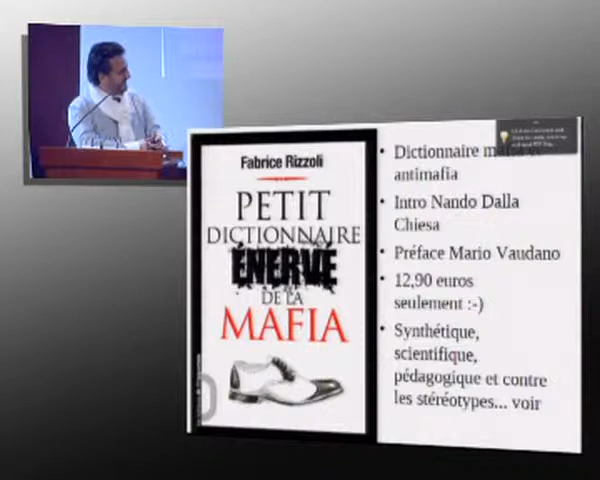 Fabrice Rizzoli
PETIT
DICTIONNAIRE
ÉNERVÉ
DE LA
MAFIA
• Dictionnaire
antimafia
• Intro Nando Dalla
Chiesa
• Préface Mario Vaudano
• 12,90 euros
seulement :-)
• Synthétique,
scientifique,
pédagogique et contre
les stéréotypes... voir